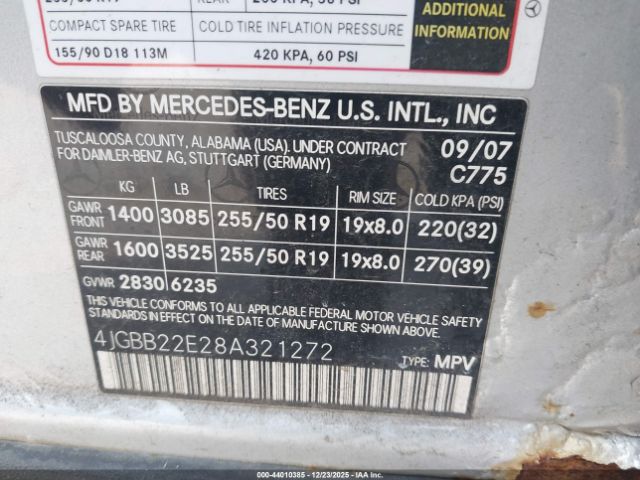 REAR
COMPACT SPARE TIRE COLD TIRE INFLATION PRESSURE
155/90 D18 113M 420 KPA, 60 PSI
ADDITIONAL
INFORMATION
MFD BY MERCEDES-BENZ U.S. INTL., INC
TUSCALOOSA COUNTY, ALABAMA (USA). UNDER CONTRACT 09/07
FOR DAIMLER-BENZ AG, STUTTGART (GERMANY) C775
KG LB TIRES RIM SIZE COLD KPA (PSI)
GAWR FRONT 1400 3085 255/50 R19 19x8.0 220(32)
GAWR REAR 1600 3525 255/50 R19 19x8.0 270(39)
GVWR 2830 6235
THIS VEHICLE CONFORMS TO ALL APPLICABLE FEDERAL MOTOR VEHICLE SAFETY
STANDARDS IN EFFECT ON THE DATE OF MANUFACTURE SHOWN ABOVE.
4JGBB22E28A321272 TYPE: MPV
© - 44010385 - 12/23/2025 - IAA Holdings, LLC